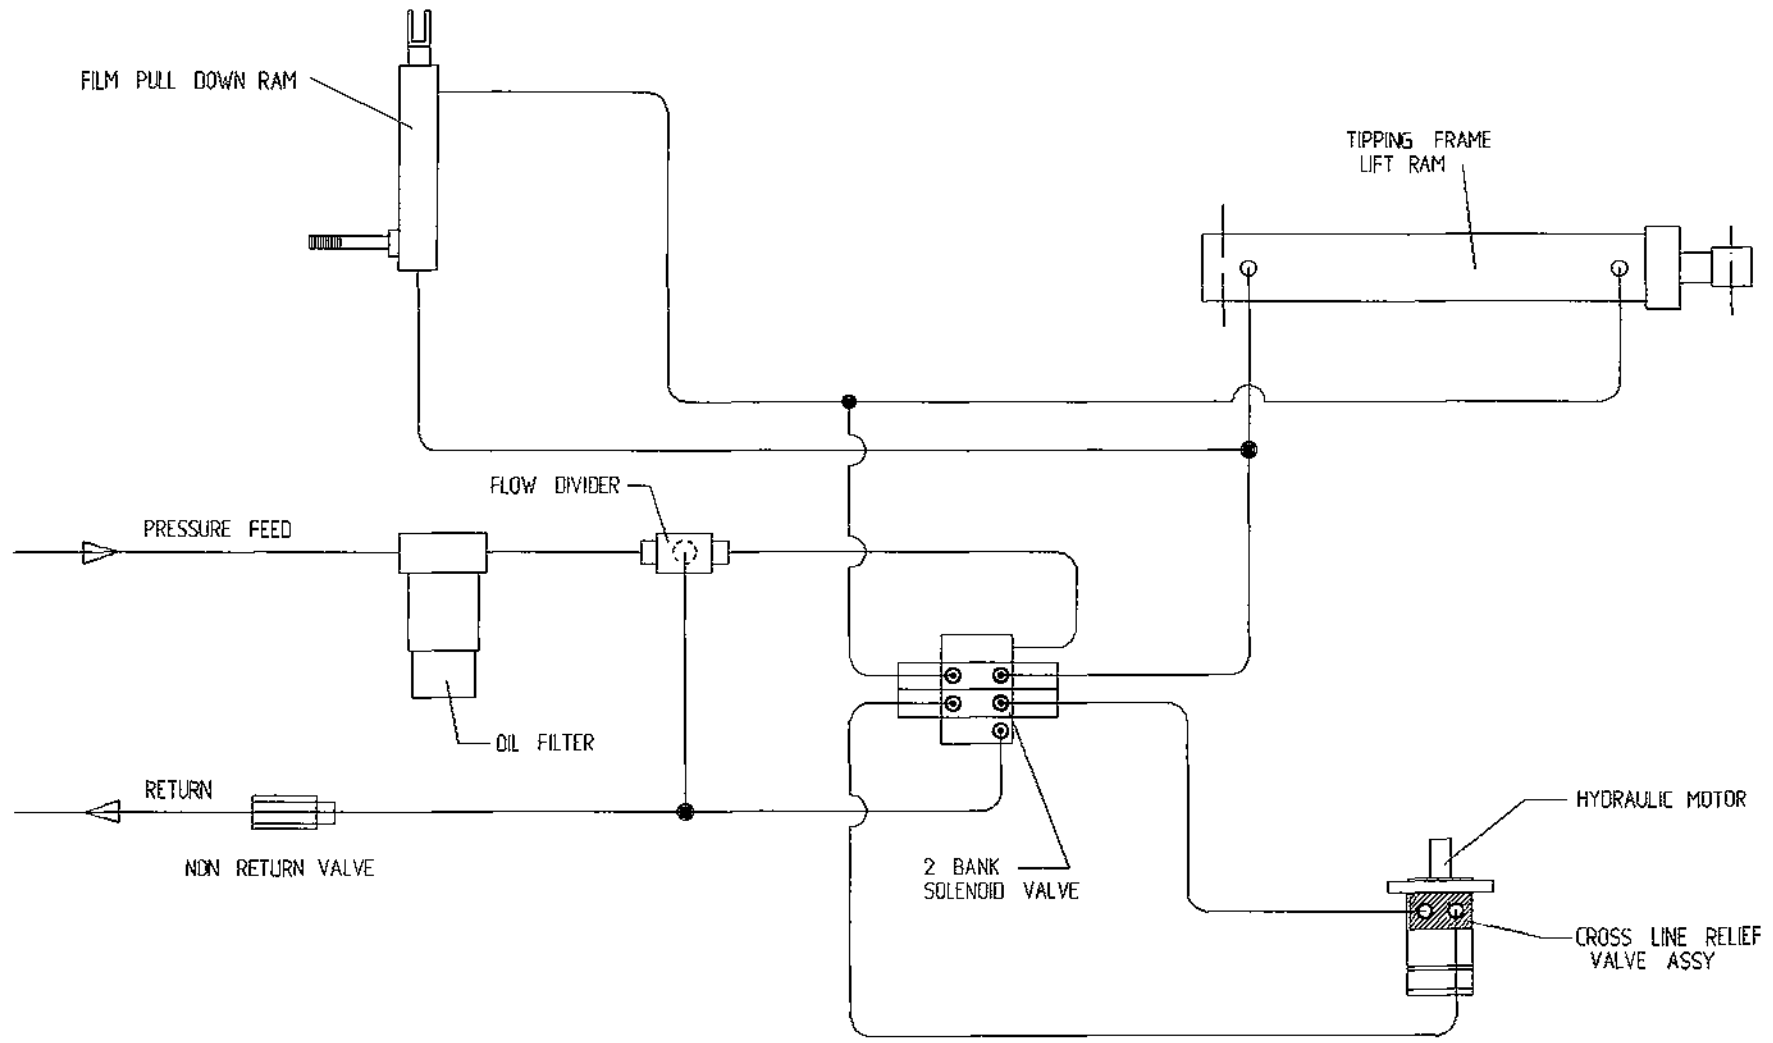 FILM PULL DOWN RAM
TIPPING FRAME
LIFT RAM
FLOW DIVIDER
PRESSURE FEED
OIL FILTER
RETURN
NON RETURN VALVE
2 BANK
SOLENOID VALVE
HYDRAULIC MOTOR
CROSS LINE RELIEF
VALVE ASSY